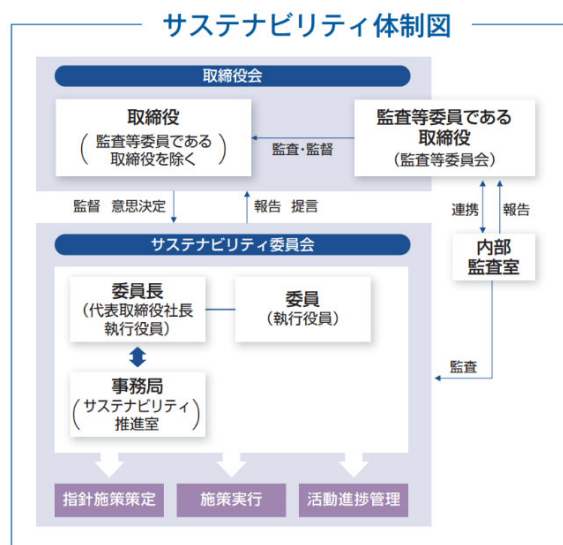 サステナビリティ体制図
取締役会
取締役
(監査等委員である
取締役を除く)
監査等委員である
取締役
(監査等委員会)
監査・監督
監督 意思決定
報告 提言
連携
報告
サステナビリティ委員会
内部
監査室
委員長
(代表取締役社長
執行役員)
委員
(執行役員)
監査
事務局
(サステナビリティ
推進室)
指針施策策定
施策実行
活動進捗管理